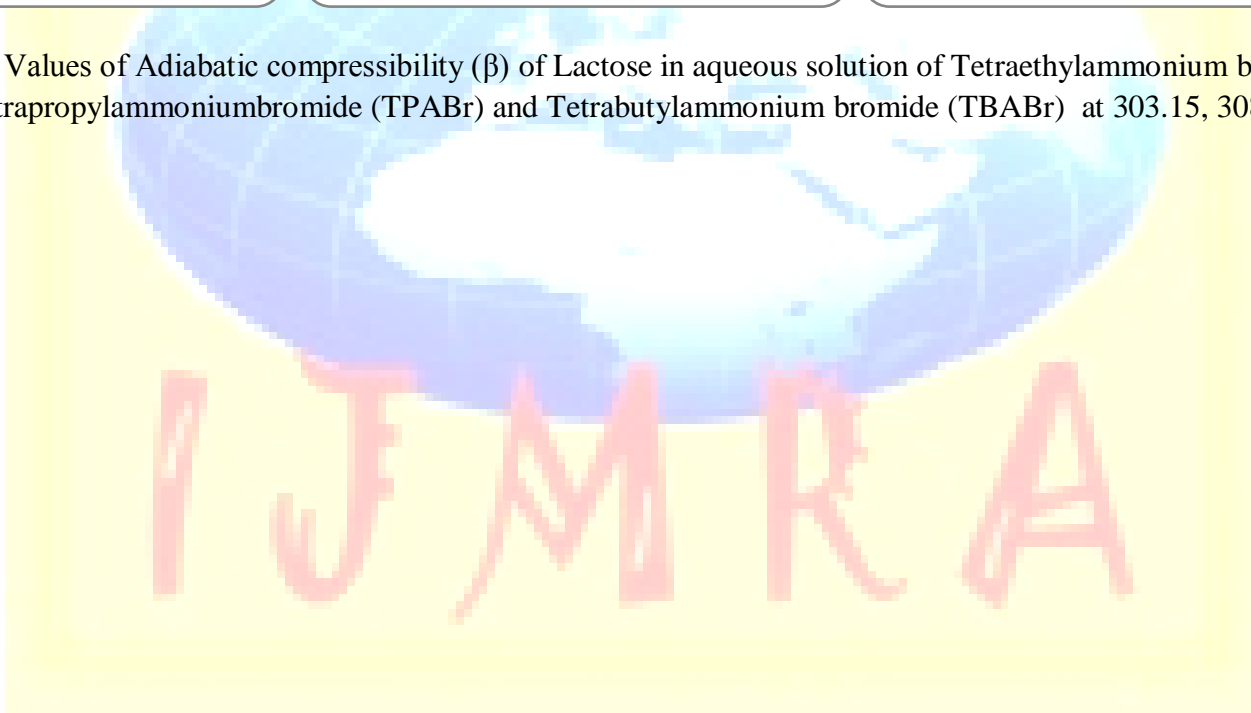 Values of Adiabatic compressibility (β) of Lactose in aqueous solution of Tetraethylammonium b
trapropylammoniumbromide (TPABr) and Tetrabutylammonium bromide (TBABr) at 303.15, 30
IJMRA